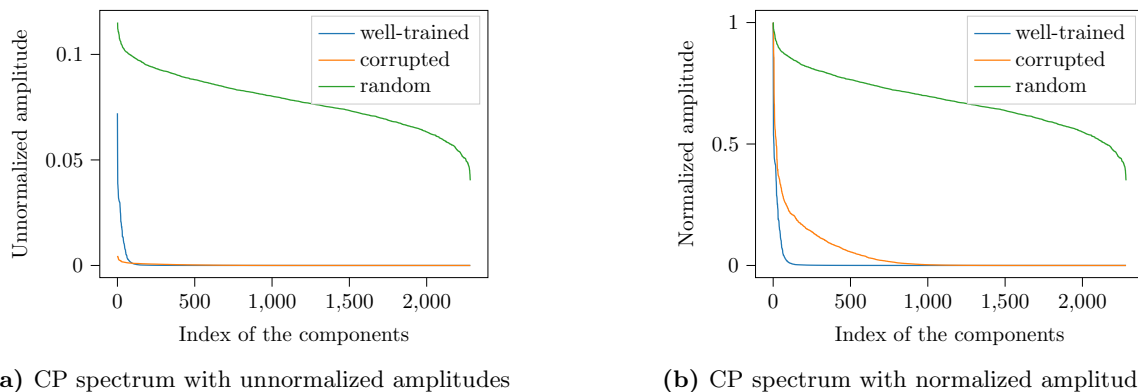 0.1
0.05
0
0
500
1,000
1,500
2,000
Unnormalized amplitude
Index of the components
well-trained
corrupted
random
a) CP spectrum with unnormalized amplitudes
1
0.5
0
0
500
1,000
1,500
2,000
Normalized amplitude
Index of the components
well-trained
corrupted
random
(b) CP spectrum with normalized amplitud